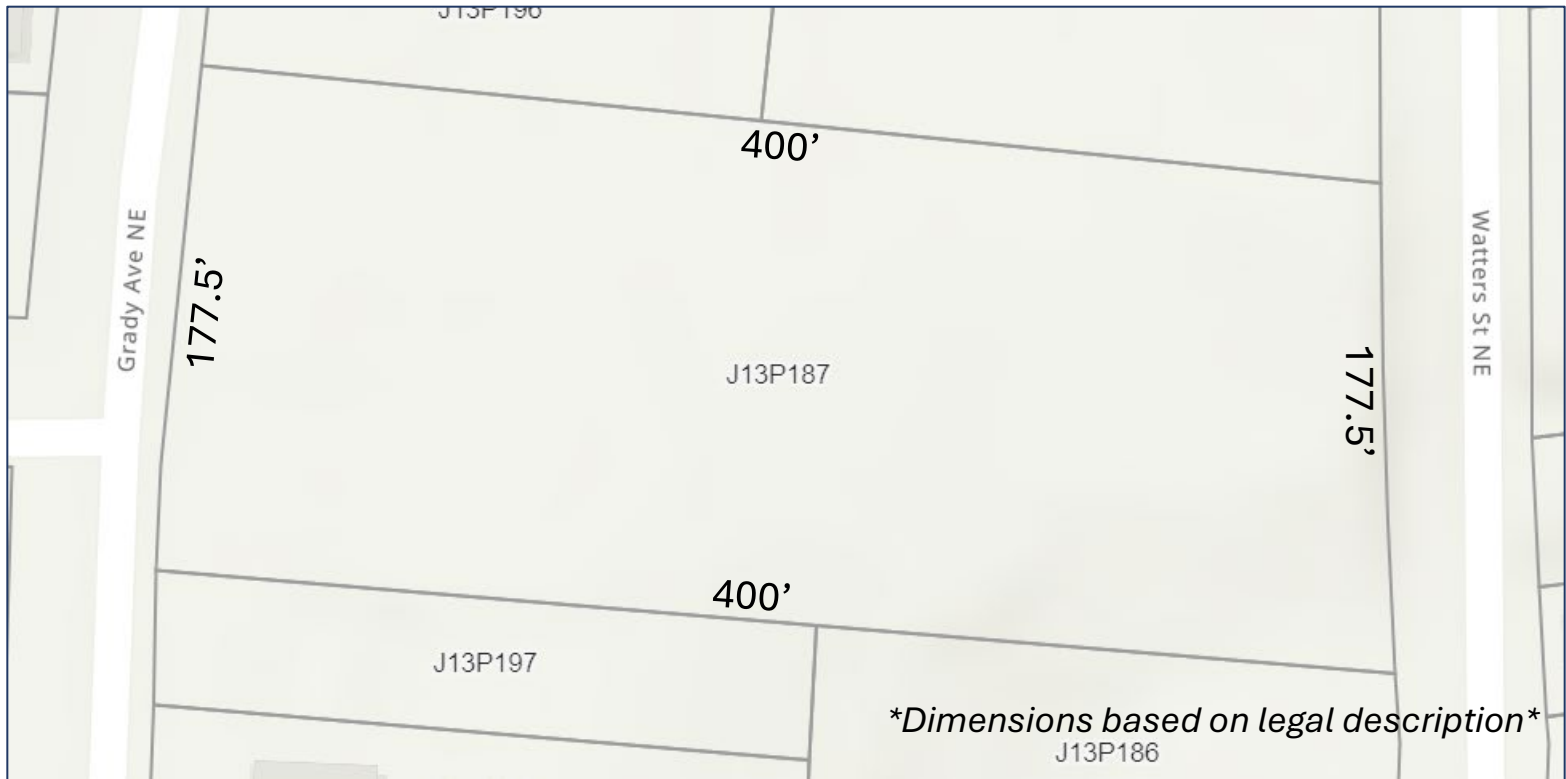 J13P196
400’
Grady Ave NE
177.5’
Watters St NE
J13P187
177.5’
400’
J13P197
*Dimensions based on legal description*
J13P186